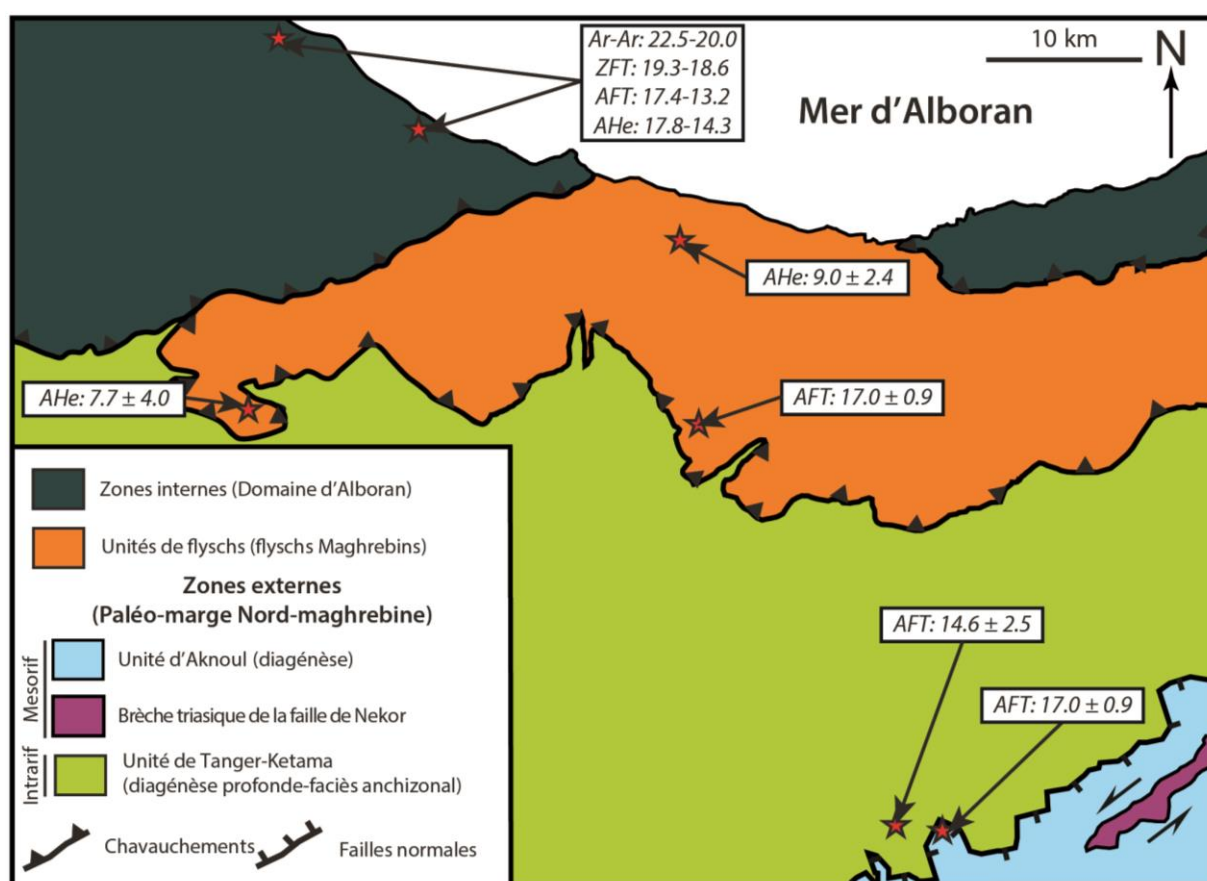 Ar-Ar: 22.5-20.0
ZFT: 19.3-18.6
AFT: 17.4-13.2
AHe: 17.8-14.3
10 km
N
Mer d'Alboran
AHe: 9.0 ± 2.4
AHe: 7.7 ± 4.0
AFT: 17.0 ± 0.9
AFT: 14.6 ± 2.5
AFT: 17.0 ± 0.9
Zones internes (Domaine d'Alboran)
Unités de flyschs (flyschs Maghrebins)
Zones externes
(Paléo-marge Nord-maghrebine)
Mesorif
Unité d'Aknoul (diagénèse)
Brèche triasique de la faille de Nekor
Intrarif
Unité de Tanger-Ketama
(diagénèse profonde-faciès anchizonal)
Chavauchements
Failles normales